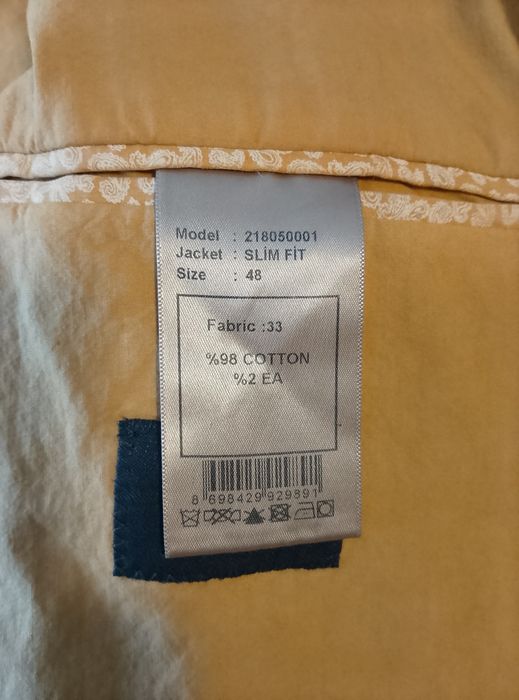 Model : 218050001
Jacket : SLİM FİT
Size : 48
Fabric :33
%98 COTTON
%2 EA
8 698429 929891